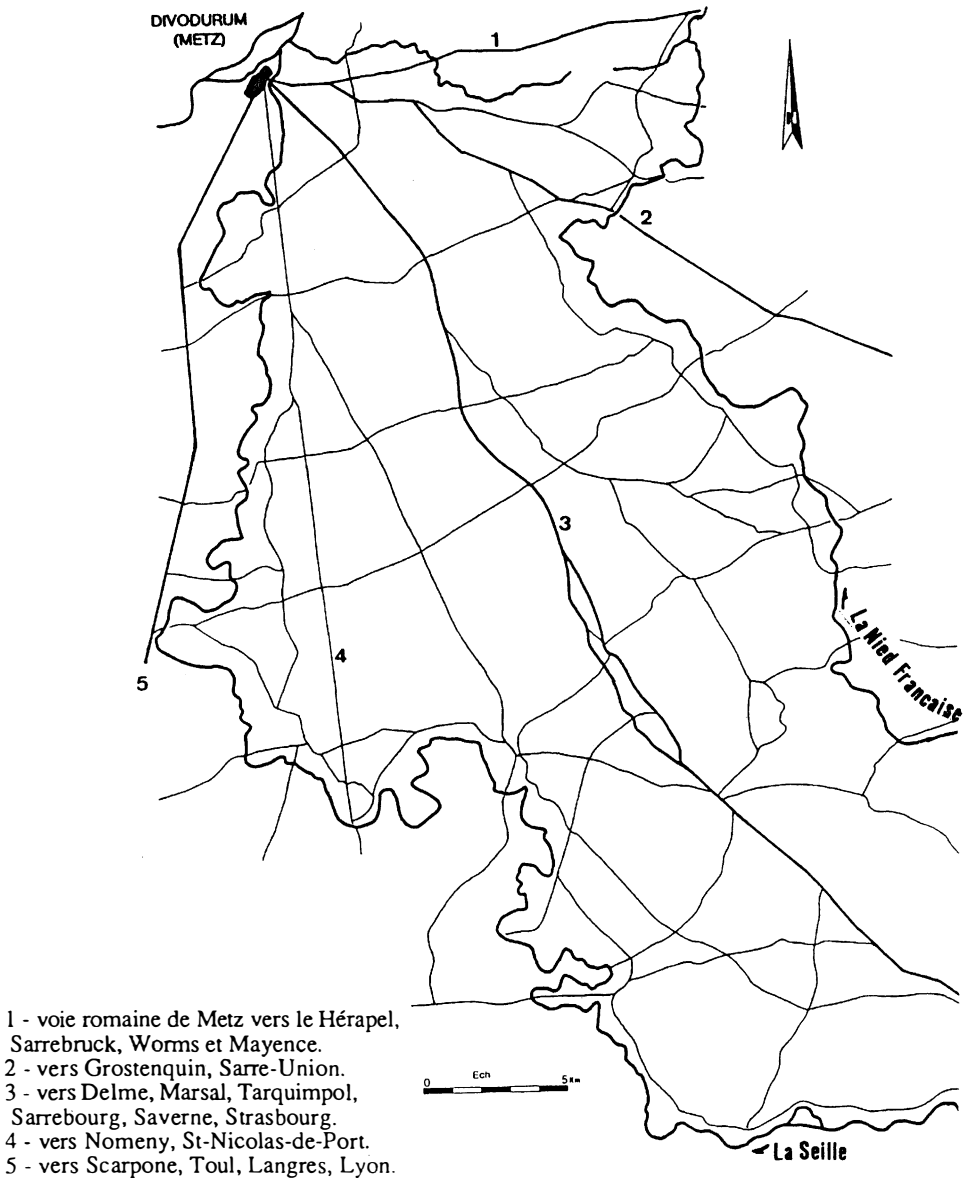 DIVODURUM
(METZ)
1
N
2
3
4
5
La Nied Française
La Seille
Ech
0 5 Km
1 - voie romaine de Metz vers le Hérapel,
Sarrebruck, Worms et Mayence.
2 - vers Grostenquin, Sarre-Union.
3 - vers Delme, Marsal, Tarquimpol,
Sarrebourg, Saverne, Strasbourg.
4 - vers Nomeny, St-Nicolas-de-Port.
5 - vers Scarpone, Toul, Langres, Lyon.